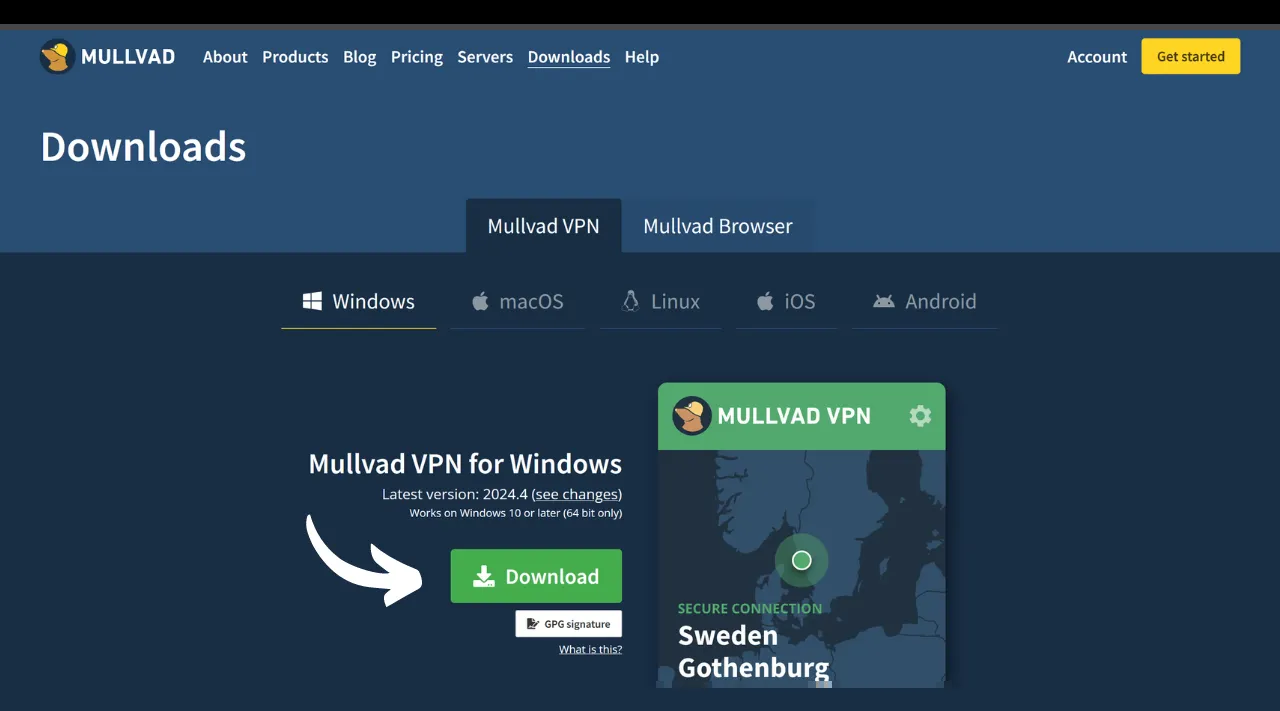 MULLVAD About Products Blog Pricing Servers Downloads Help Account Get started
Downloads
Mullvad VPN Mullvad Browser
Windows macOS Linux iOS Android
MULLVAD VPN
Mullvad VPN for Windows
Latest version: 2024.4 (see changes)
Works on Windows 10 or later (64 bit only)
Download
GPG signature
What is this?
SECURE CONNECTION
Sweden
Gothenburg